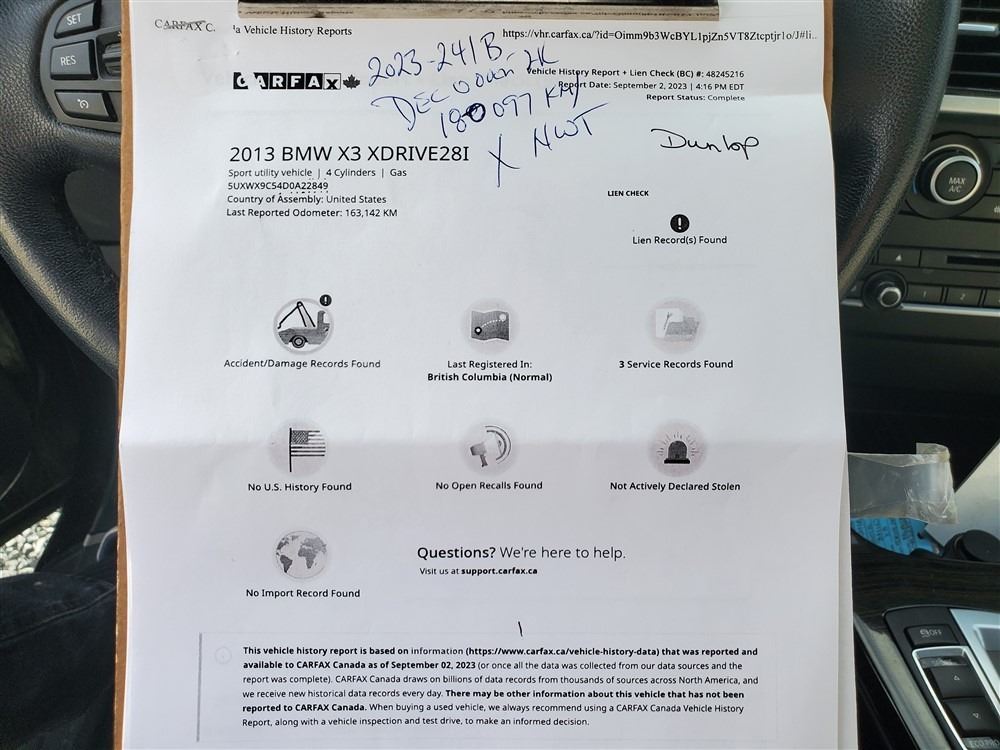 SET
RES
CARFAX C.
'la Vehicle History Reports
https://vhr.carfax.ca/?id=Oimm9b3WcBYL1pjZn5VT8Ztcptjr1o/J#li..
CARFAX
2023-241B
DEC 2K
180097 KM
X NWT
Vehicle History Report + Lien Check (BC) #: 48245216
Report Date: September 2, 2023 | 4:16 PM EDT
Report Status: Complete
Dunlop
2013 BMW X3 XDRIVE28I
Sport utility vehicle | 4 Cylinders | Gas
5UXWX9C54D0A22849
Country of Assembly: United States
Last Reported Odometer: 163,142 KM
LIEN CHECK
Lien Record(s) Found
Accident/Damage Records Found
Last Registered In:
British Columbia (Normal)
3 Service Records Found
No U.S. History Found
No Open Recalls Found
Not Actively Declared Stolen
No Import Record Found
Questions? We're here to help.
Visit us at support.carfax.ca
This vehicle history report is based on information (https://www.carfax.ca/vehicle-history-data) that was reported and
available to CARFAX Canada as of September 02, 2023 (or once all the data was collected from our data sources and the
report was complete). CARFAX Canada draws on billions of data records from thousands of sources across North America, and
we receive new historical data records every day. There may be other information about this vehicle that has not been
reported to CARFAX Canada. When buying a used vehicle, we always recommend using a CARFAX Canada Vehicle History
Report, along with a vehicle inspection and test drive, to make an informed decision.
MAX
A/C
1
2
OFF
ECO PRO